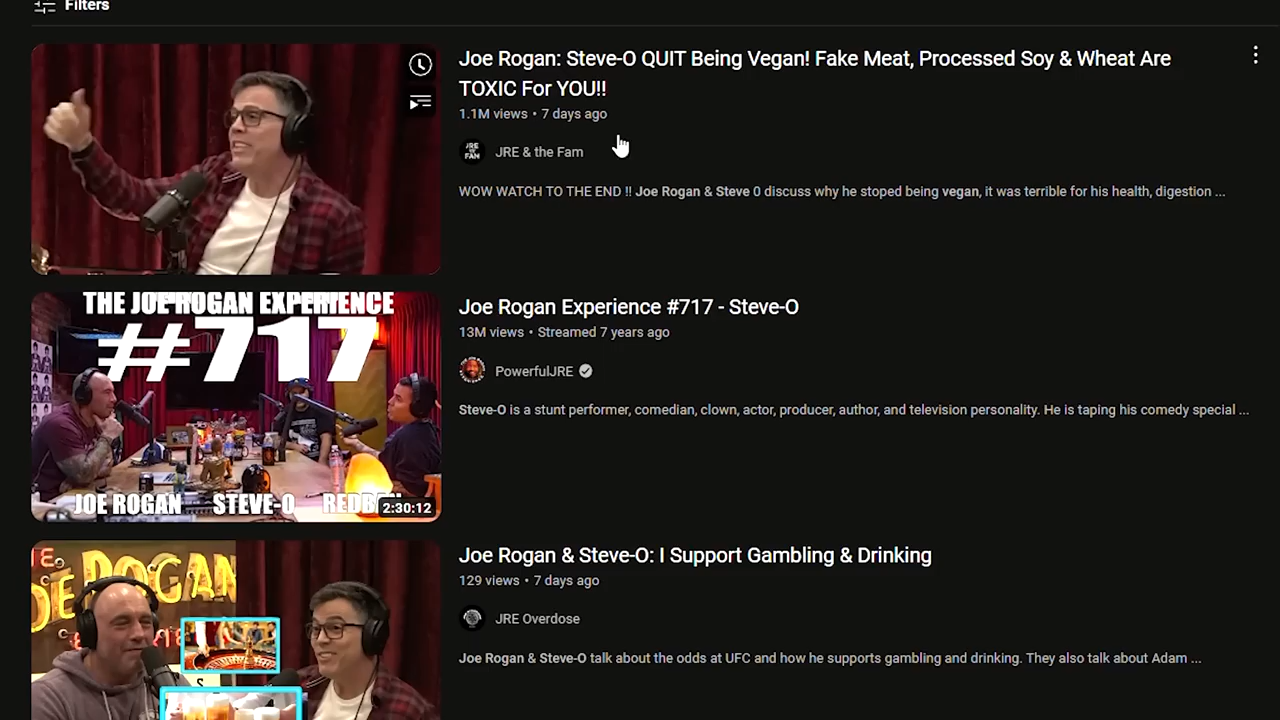 Filters
Joe Rogan: Steve-O QUIT Being Vegan! Fake Meat, Processed Soy & Wheat Are
TOXIC For YOU!!
1.1M views • 7 days ago
JRE & the Fam
WOW WATCH TO THE END !! Joe Rogan & Steve 0 discuss why he stoped being vegan, it was terrible for his health, digestion ...
THE JOE ROGAN EXPERIENCE
#717
JOE ROGAN STEVE-O REDBAN
2:30:12
Joe Rogan Experience #717 - Steve-O
13M views • Streamed 7 years ago
PowerfulJRE
Steve-O is a stunt performer, comedian, clown, actor, producer, author, and television personality. He is taping his comedy special ...
JOE ROGAN
Joe Rogan & Steve-O: I Support Gambling & Drinking
129 views • 7 days ago
JRE Overdose
Joe Rogan & Steve-O talk about the odds at UFC and how he supports gambling and drinking. They also talk about Adam ...